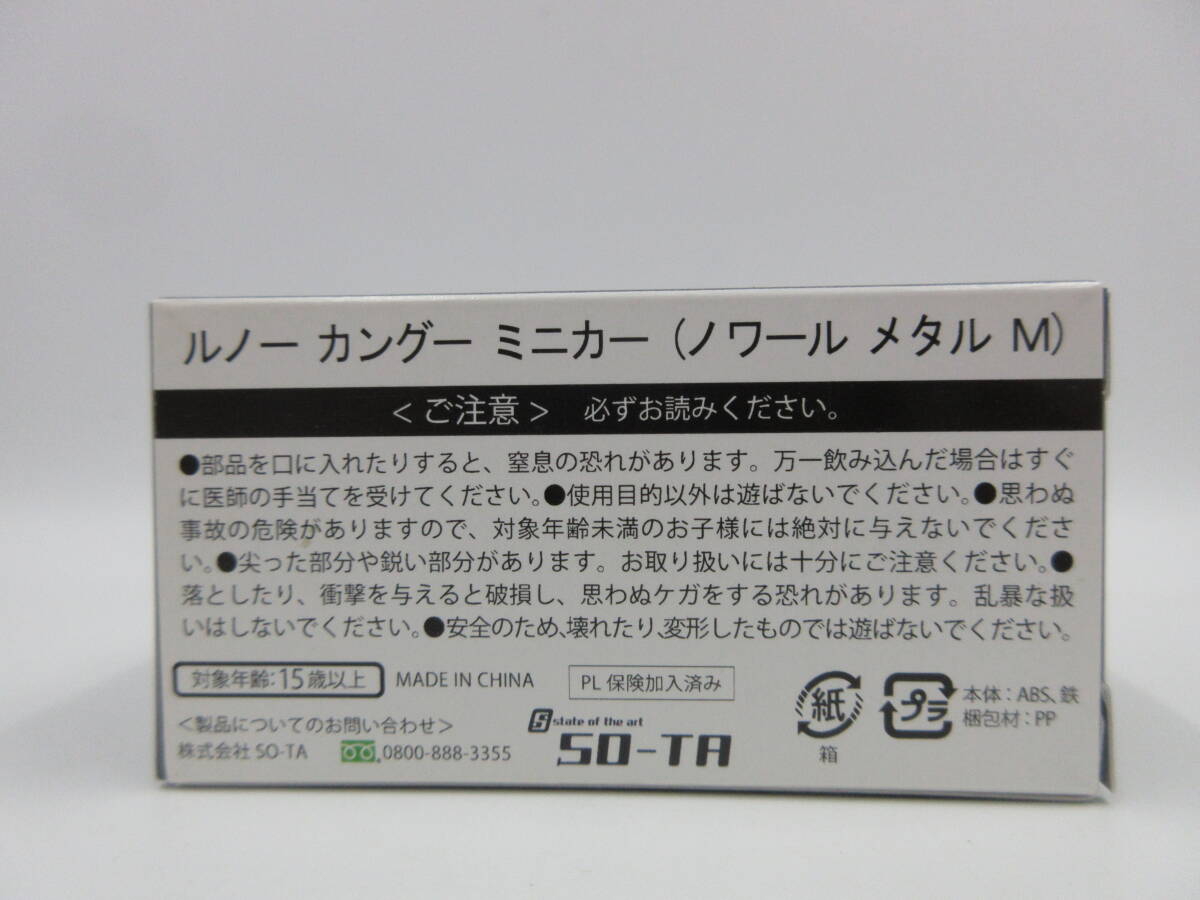 ルノー カングー ミニカー (ノワール メタル M)
<ご注意> 必ずお読みください。
●部品を口に入れたりすると、窒息の恐れがあります。万一飲み込んだ場合はすぐ
に医師の手当てを受けてください。●使用目的以外は遊ばないでください。●思わぬ
事故の危険がありますので、対象年齢未満のお子様には絶対に与えないでくださ
い。●尖った部分や鋭い部分があります。お取り扱いには十分にご注意ください。●
落としたり、衝撃を与えると破損し、思わぬケガをする恐れがあります。乱暴な扱
いはしないでください。●安全のため、壊れたり、変形したものでは遊ばないでください。
対象年齢:15歳以上 MADE IN CHINA PL保険加入済み
<製品についてのお問い合わせ>
株式会社 SO-TA 0800-888-3355
S state of the art
SO-TA
紙
箱
プラ
本体:ABS、鉄
梱包材:PP